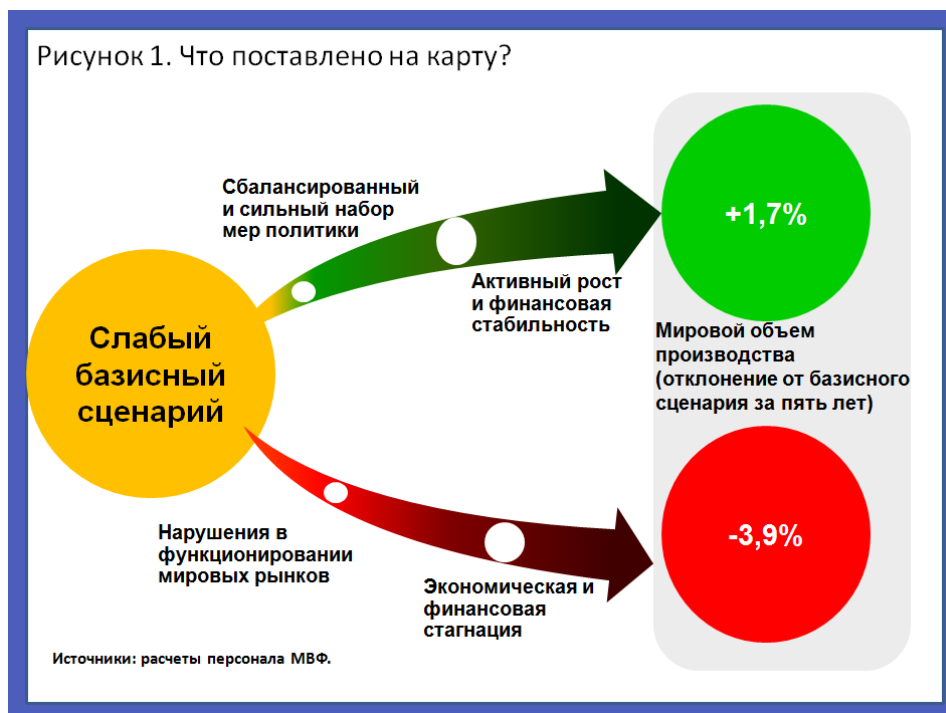 Рисунок 1. Что поставлено на карту?
Сбалансированный
и сильный набор
мер политики
+1,7%
Активный рост
и финансовая
стабильность
Слабый
базисный
сценарий
Мировой объем
производства
(отклонение от базисного
сценария за пять лет)
Нарушения в
функционировании
мировых рынков
-3,9%
Экономическая и
финансовая
стагнация
Источники: расчеты персонала МВФ.